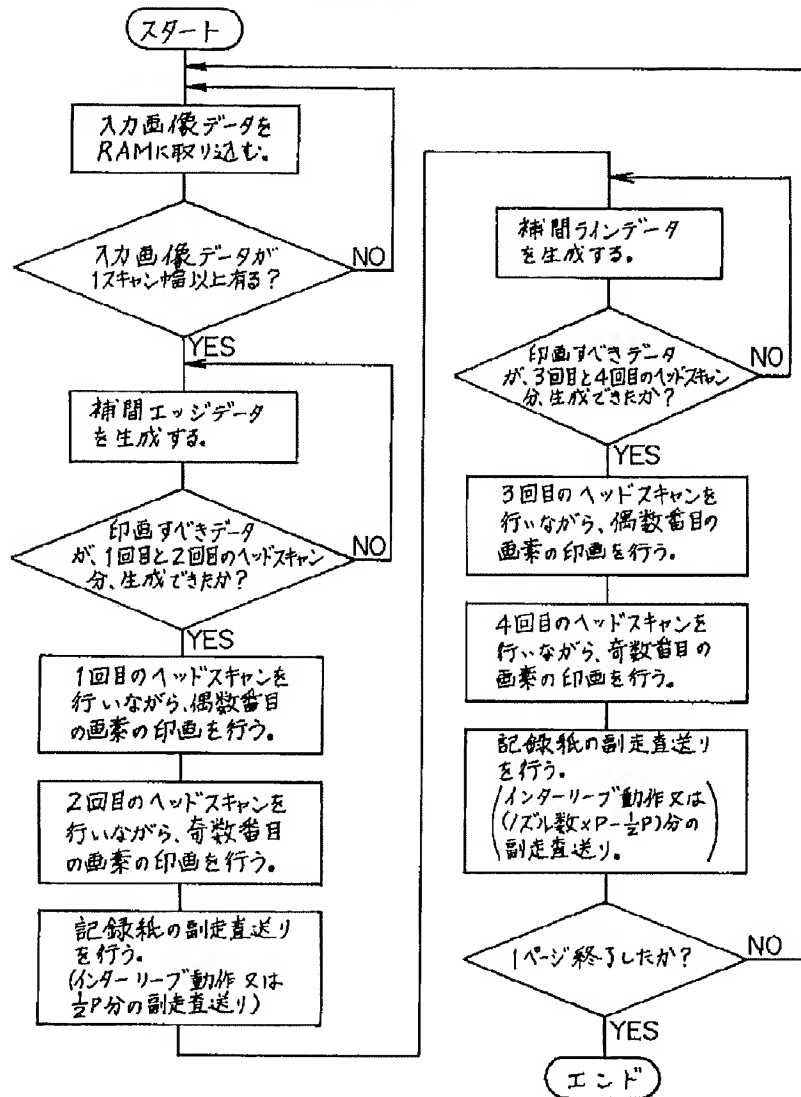 スタート
入力画像データを
RAMに取り込む。
入力画像データが
1スキャン幅以上有る?
NO
YES
補間エッジデータ
を生成する。
印画すべきデータ
が、1回目と2回目のヘッドスキャン
分、生成できたか?
NO
YES
1回目のヘッドスキャンを
行いながら、偶数番目
の画素の印画を行う。
2回目のヘッドスキャンを
行いながら、奇数番目
の画素の印画を行う。
記録紙の副走査送り
を行う。
(インターリーブ動作又は
1/2P分の副走査送り)
補間ラインデータ
を生成する。
印画すべきデータ
が、3回目と4回目のヘッドスキャン
分、生成できたか?
NO
YES
3回目のヘッドスキャンを
行いながら、偶数番目の
画素の印画を行う。
4回目のヘッドスキャンを
行いながら、奇数番目の
画素の印画を行う。
記録紙の副走査送り
を行う。
(インターリーブ動作又は
(ノズル数×P-1/2P)分の
副走査送り。)
1ページ終了したか?
NO
YES
エンド